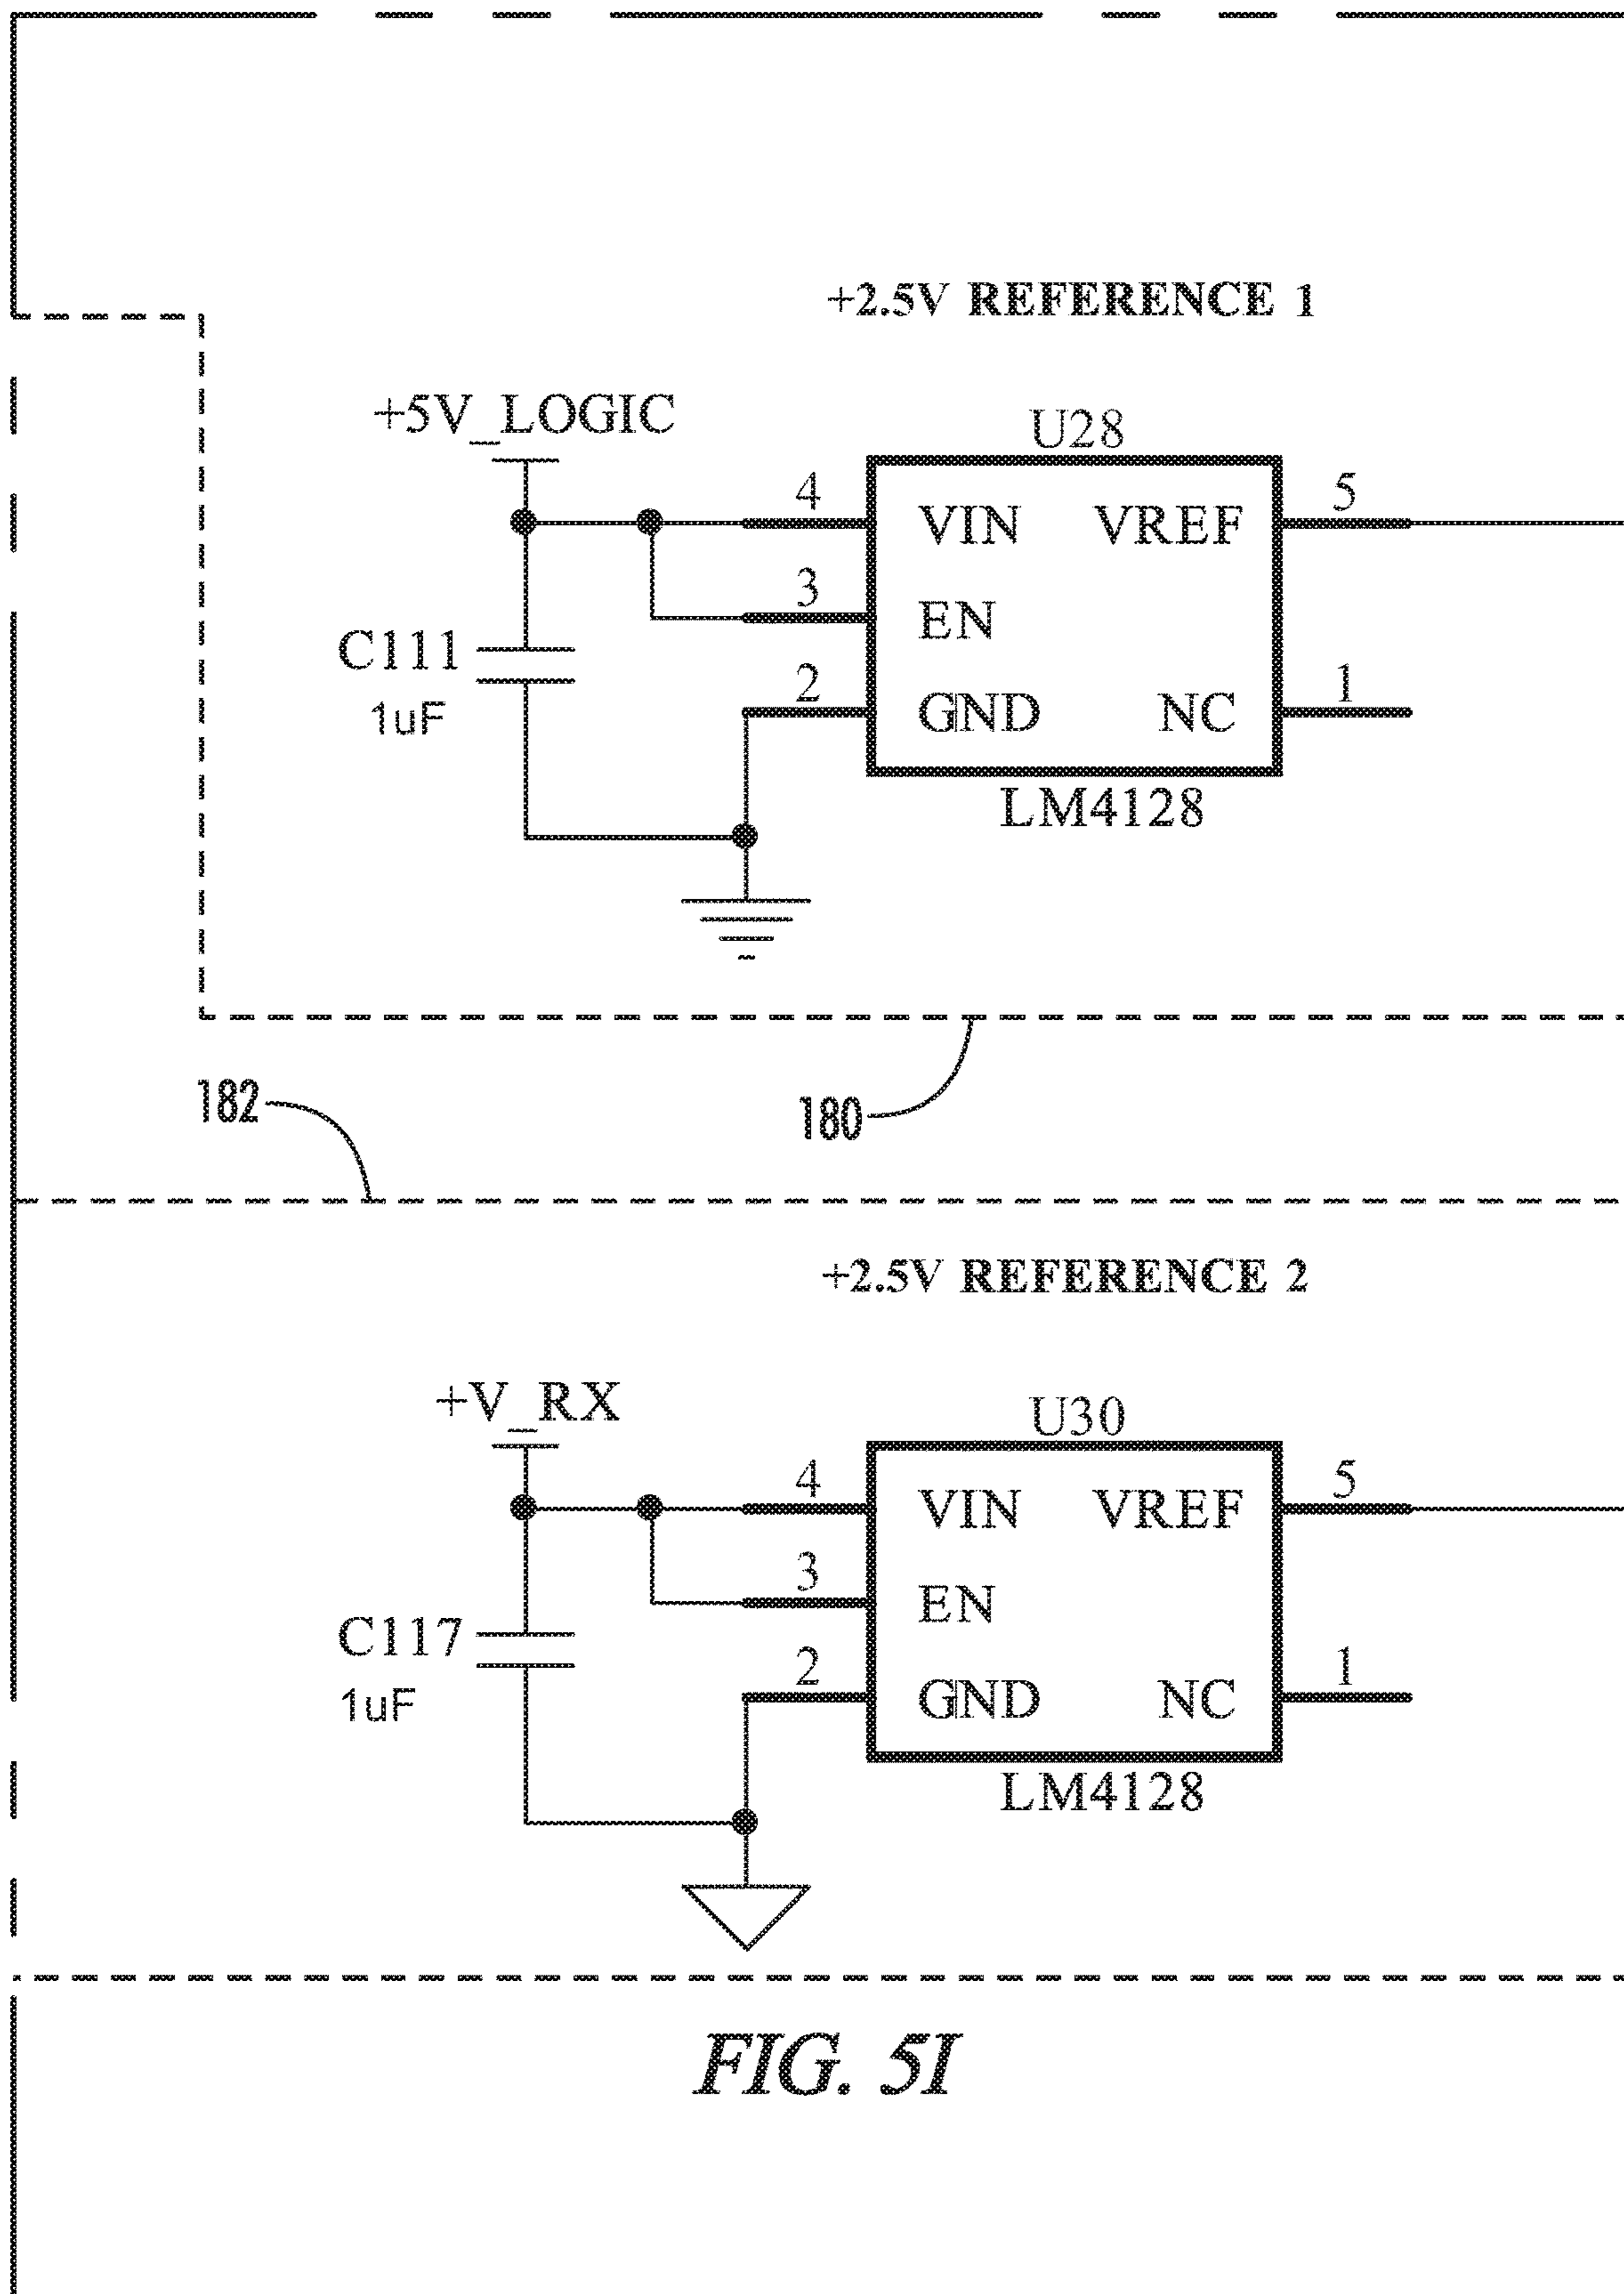 +2.5V REFERENCE 1
+5V_LOGIC
U28
4
VIN
VREF
5
3
EN
C111
1uF
2
GND
NC
1
LM4128
182
180
+2.5V REFERENCE 2
+V_RX
U30
4
VIN
VREF
5
3
EN
C117
1uF
2
GND
NC
1
LM4128
FIG. 5I